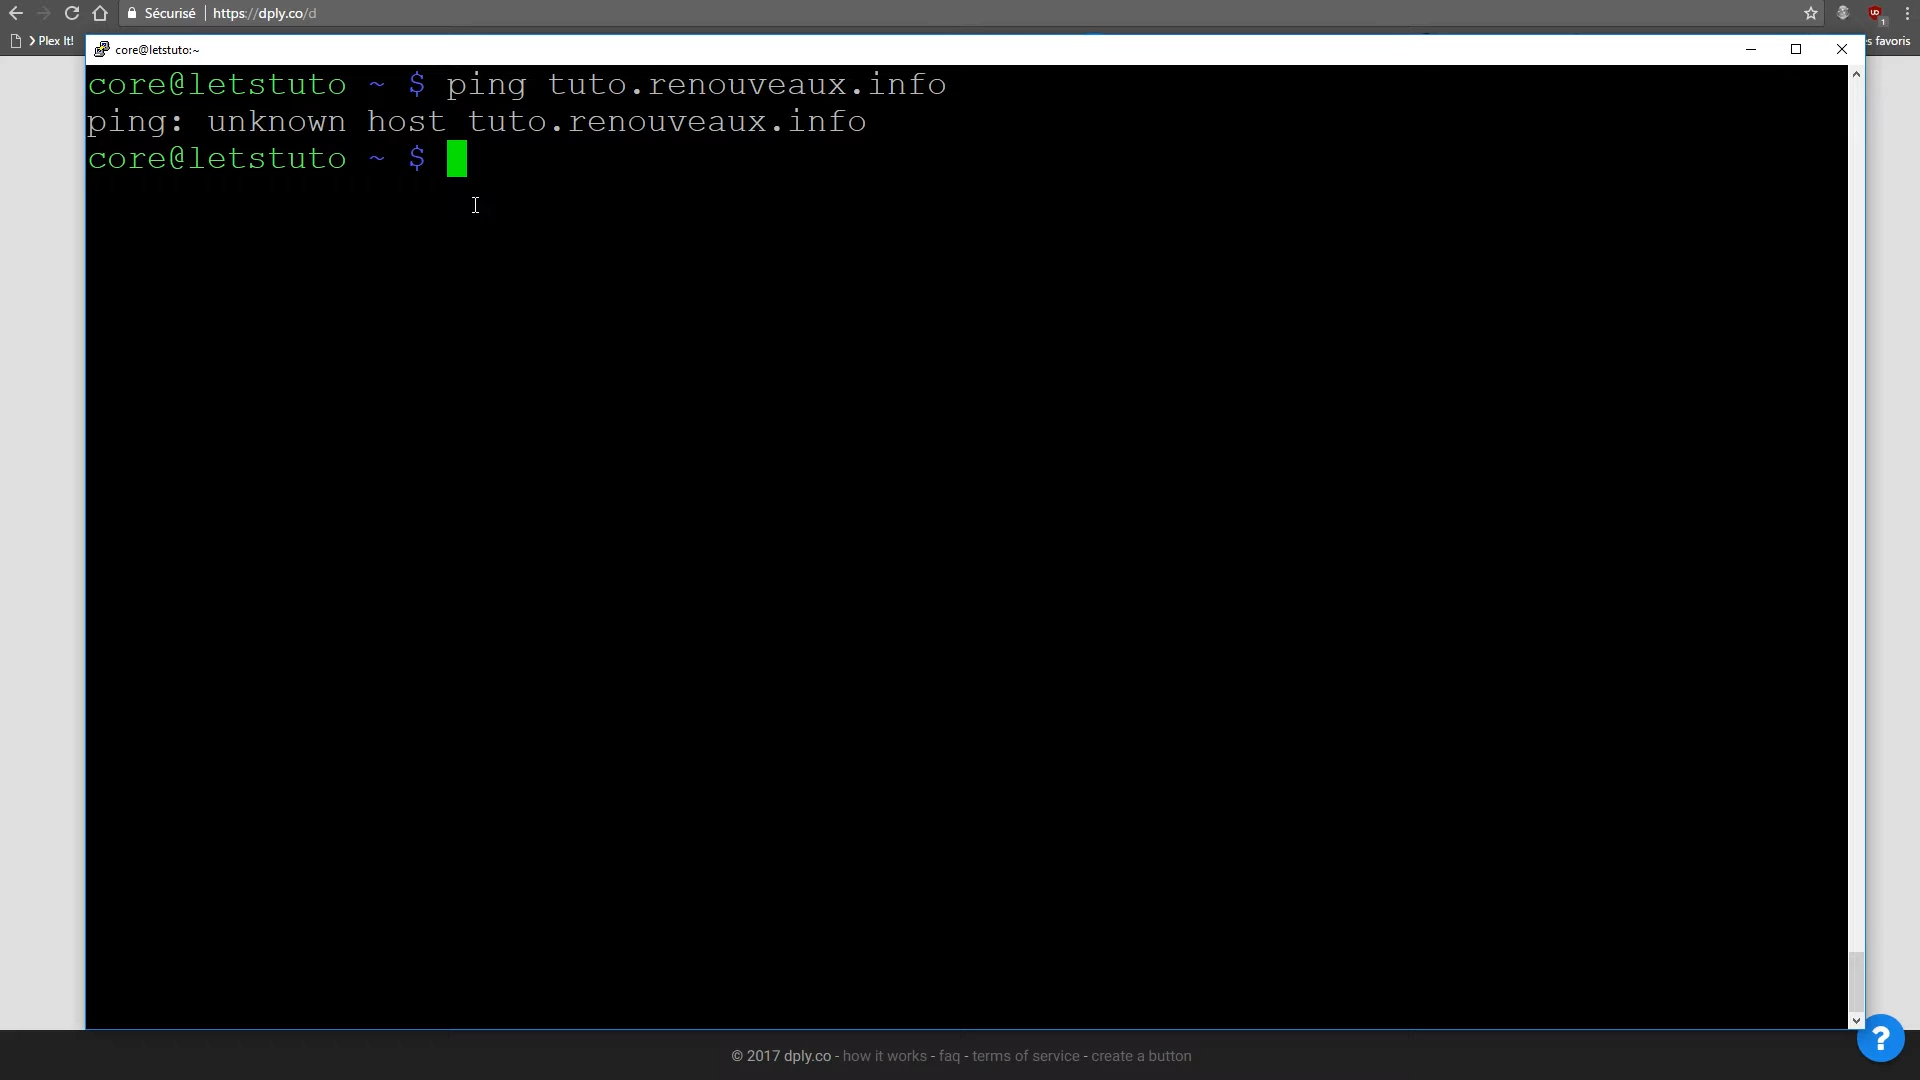 Sécurisé | https://dply.co/d
Plex It!
s favoris
core@letstuto:~
core@letstuto ~ $ ping tuto.renouveaux.info
ping: unknown host tuto.renouveaux.info
core@letstuto ~ $
© 2017 dply.co - how it works - faq - terms of service - create a button
?